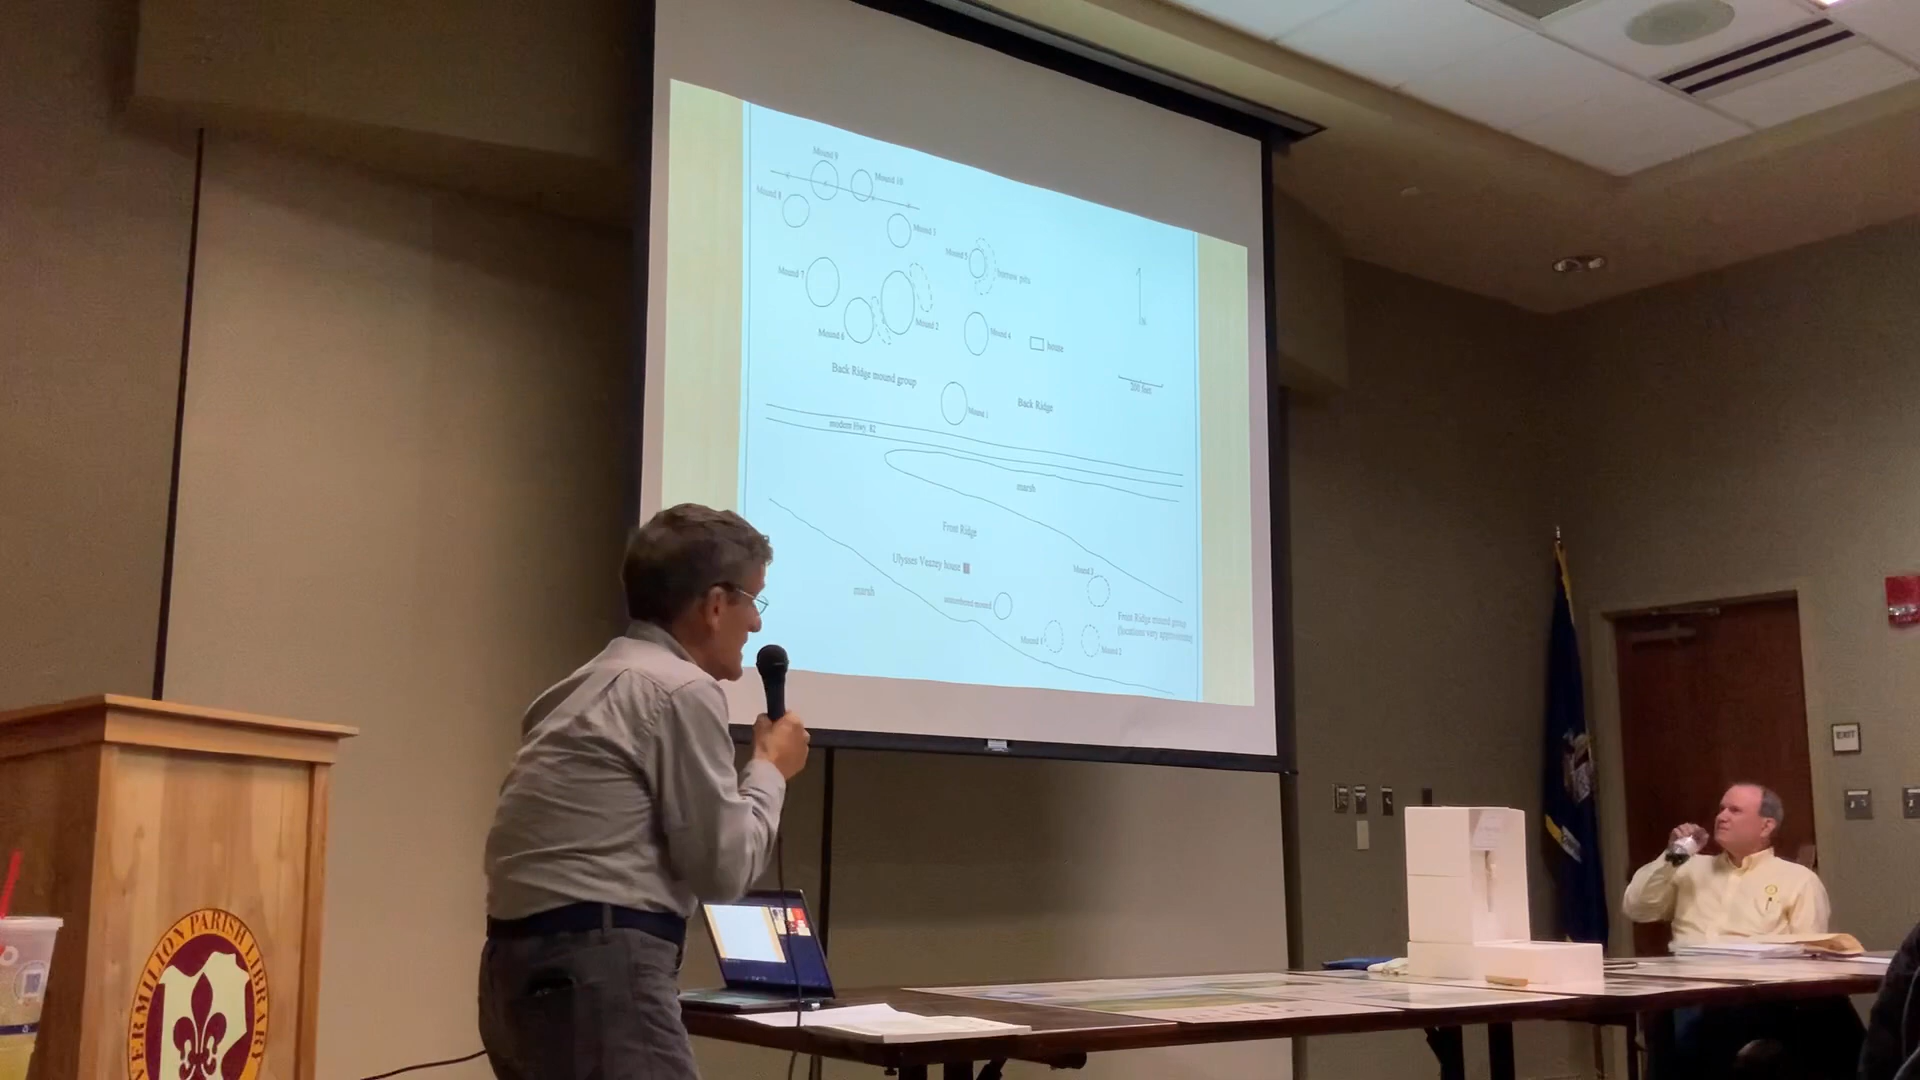 Mound 9
Mound 10
Mound 8
Mound 3
Mound 5
borrow pits
Mound 7
Mound 2
Mound 6
Mound 4
house
N
200 feet
Back Ridge mound group
Mound 1
Back Ridge
modern Hwy. 82
marsh
Front Ridge
Ulysses Veazey house
Mound 3
marsh
unnumbered mound
Front Ridge mound group
(locations very approximate)
Mound 1
Mound 2
EXIT
VERMILION PARISH LIBRARY